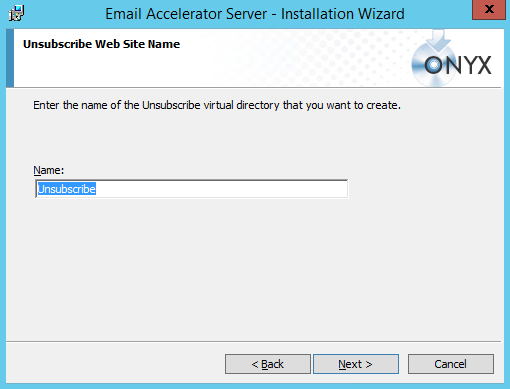 Email Accelerator Server - Installation Wizard
x
Unsubscribe Web Site Name
ONYX
Enter the name of the Unsubscribe virtual directory that you want to create.
Name:
Unsubscribe
< Back
Next >
Cancel